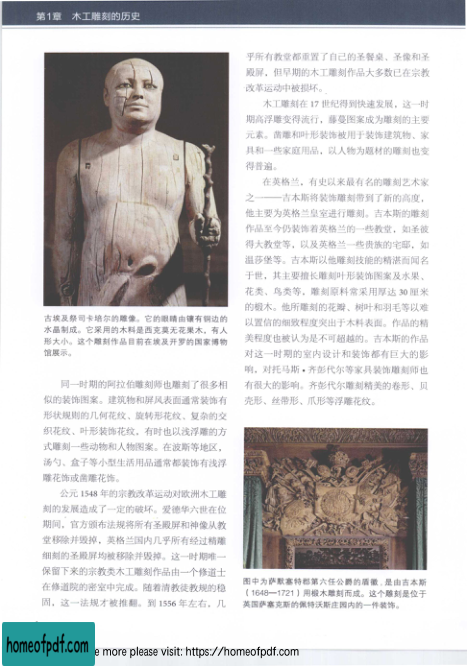 第1章 木工雕刻的历史
古埃及祭司卡培尔的雕像。它的眼睛由镶有铜边的
水晶制成。它采用的木料是西克莫无花果木，有人
形大小。这个雕刻作品目前在埃及开罗的国家博物
馆展示。
同一时期的阿拉伯雕刻师也雕刻了很多相
似的装饰图案。建筑物和屏风表面通常装饰有
形状规则的几何花纹、旋转形花纹、复杂的交
织花纹、叶形装饰花纹，有时也以浅浮雕的方
式雕刻一些动物和人物图案。在波斯等地区，
汤勺、盒子等小型生活用品通常都装饰有浅浮
雕花饰或凿雕花饰。
公元 1548 年的宗教改革运动对欧洲木工雕
刻的发展造成了一定的破坏。爱德华六世在位
期间，官方颁布法规将所有圣殿屏和神像从教
堂移除并毁掉，英格兰国内几乎所有经过精雕
细刻的圣殿屏均被移除并毁掉。这一时期唯一
保留下来的宗教类木工雕刻作品由一个修道士
在修道院的密室中完成。随着清教徒教规的稳
固，这一法规才被推翻。到 1556 年左右，几
乎所有教堂都重置了自己的圣餐桌、圣像和圣
殿屏，但早期的木工雕刻作品大多数已在宗教
改革运动中被损坏。
木工雕刻在 17 世纪得到快速发展，这一时
期高浮雕变得流行，藤蔓图案成为雕刻的主要
元素。凿雕和叶形装饰被用于装饰建筑物、家
具和一些家庭用品，以人物为题材的雕刻也变
得普遍。
在英格兰，有史以来最有名的雕刻艺术家
之一——古本斯将装饰雕刻带到了新的高度，
他主要为英格兰皇室进行雕刻。古本斯的雕刻
作品至今仍装饰着英格兰的一些教堂，如圣彼
得大教堂等，以及英格兰一些贵族的宅邸，如
温莎堡等。古本斯以他雕刻技能的精湛而闻名
于世，其主要擅长雕刻叶形装饰图案及水果、
花类、鸟类等，雕刻原料常采用厚达 30 厘米
的椴木。他所雕刻的花瓣、树叶和羽毛等以难
以置信的细致程度突出于木料表面。作品的精
美程度也被认为是不可超越的。古本斯的作品
对这一时期的室内设计和装饰都有巨大的影
响，对托马斯·齐彭代尔等家具装饰雕刻师也
有很大的影响。齐彭代尔雕刻精美的卷形、贝
壳形、丝带形、爪形等浮雕花纹。
图中为萨默塞特郡第六任公爵的盾徽，是由古本斯
（1648—1721）用椴木雕刻而成。这个雕刻是位于
英国萨塞克斯的佩特沃斯庄园内的一件装饰。
homeofpdf.com
e more please visit: https://homeofpdf.com